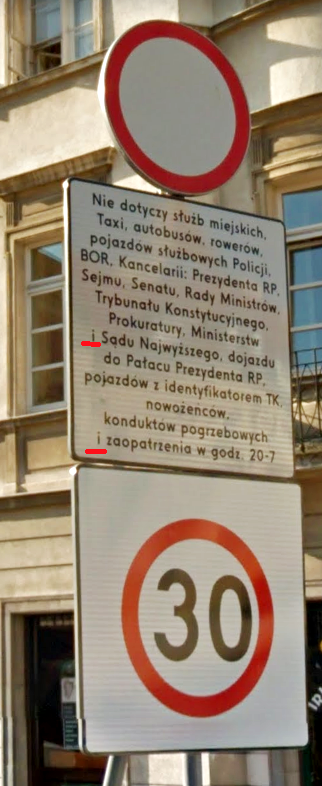 Nie dotyczy służb miejskich,
Taxi, autobusów, rowerów,
pojazdów służbowych Policji,
BOR, Kancelarii: Prezydenta RP,
Sejmu, Senatu, Rady Ministrów,
Trybunału Konstytucyjnego,
Prokuratury, Ministerstw
i Sądu Najwyższego, dojazdu
do Pałacu Prezydenta RP,
pojazdów z identyfikatorem TK,
nowożeńców,
konduktów pogrzebowych
i zaopatrzenia w godz. 20-7
30